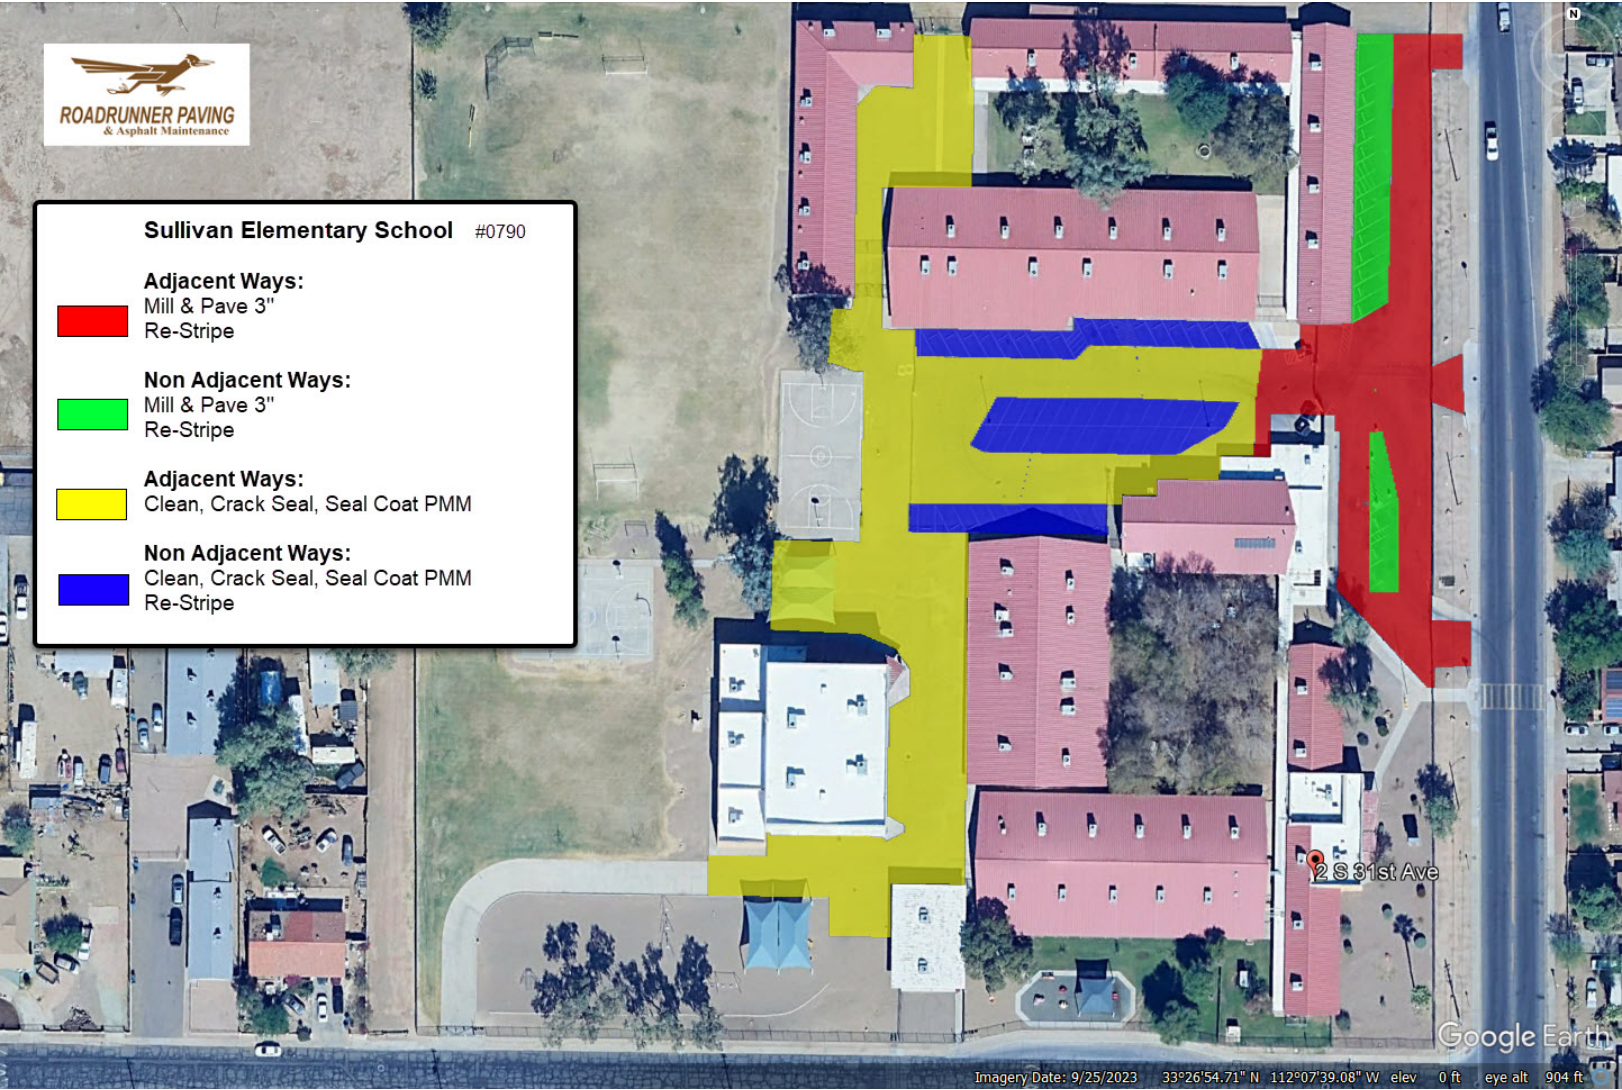 N
ROADRUNNER PAVING
& Asphalt Maintenance
Sullivan Elementary School #0790
Adjacent Ways:
Mill & Pave 3"
Re-Stripe
Non Adjacent Ways:
Mill & Pave 3"
Re-Stripe
Adjacent Ways:
Clean, Crack Seal, Seal Coat PMM
Non Adjacent Ways:
Clean, Crack Seal, Seal Coat PMM
Re-Stripe
2 S 31st Ave
Google Earth
Imagery Date: 9/25/2023 33°26'54.71" N 112°07'39.08" W elev 0 ft eye alt 904 ft